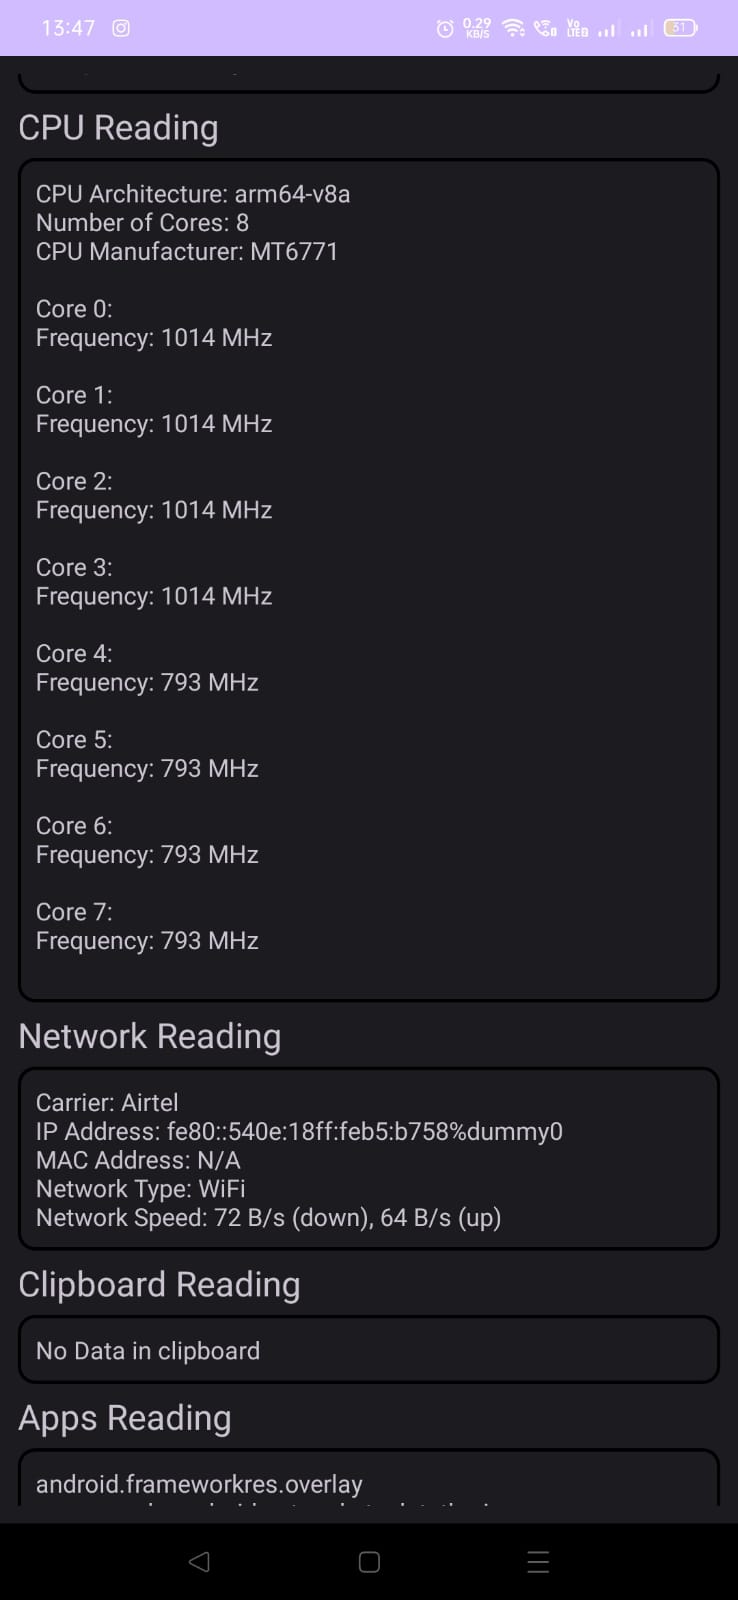 13:47
0.29
KB/S
Vo
LTE2
31
CPU Reading
CPU Architecture: arm64-v8a
Number of Cores: 8
CPU Manufacturer: MT6771
Core 0:
Frequency: 1014 MHz
Core 1:
Frequency: 1014 MHz
Core 2:
Frequency: 1014 MHz
Core 3:
Frequency: 1014 MHz
Core 4:
Frequency: 793 MHz
Core 5:
Frequency: 793 MHz
Core 6:
Frequency: 793 MHz
Core 7:
Frequency: 793 MHz
Network Reading
Carrier: Airtel
IP Address: fe80::540e:18ff:feb5:b758%dummy0
MAC Address: N/A
Network Type: WiFi
Network Speed: 72 B/s (down), 64 B/s (up)
Clipboard Reading
No Data in clipboard
Apps Reading
android.frameworkres.overlay